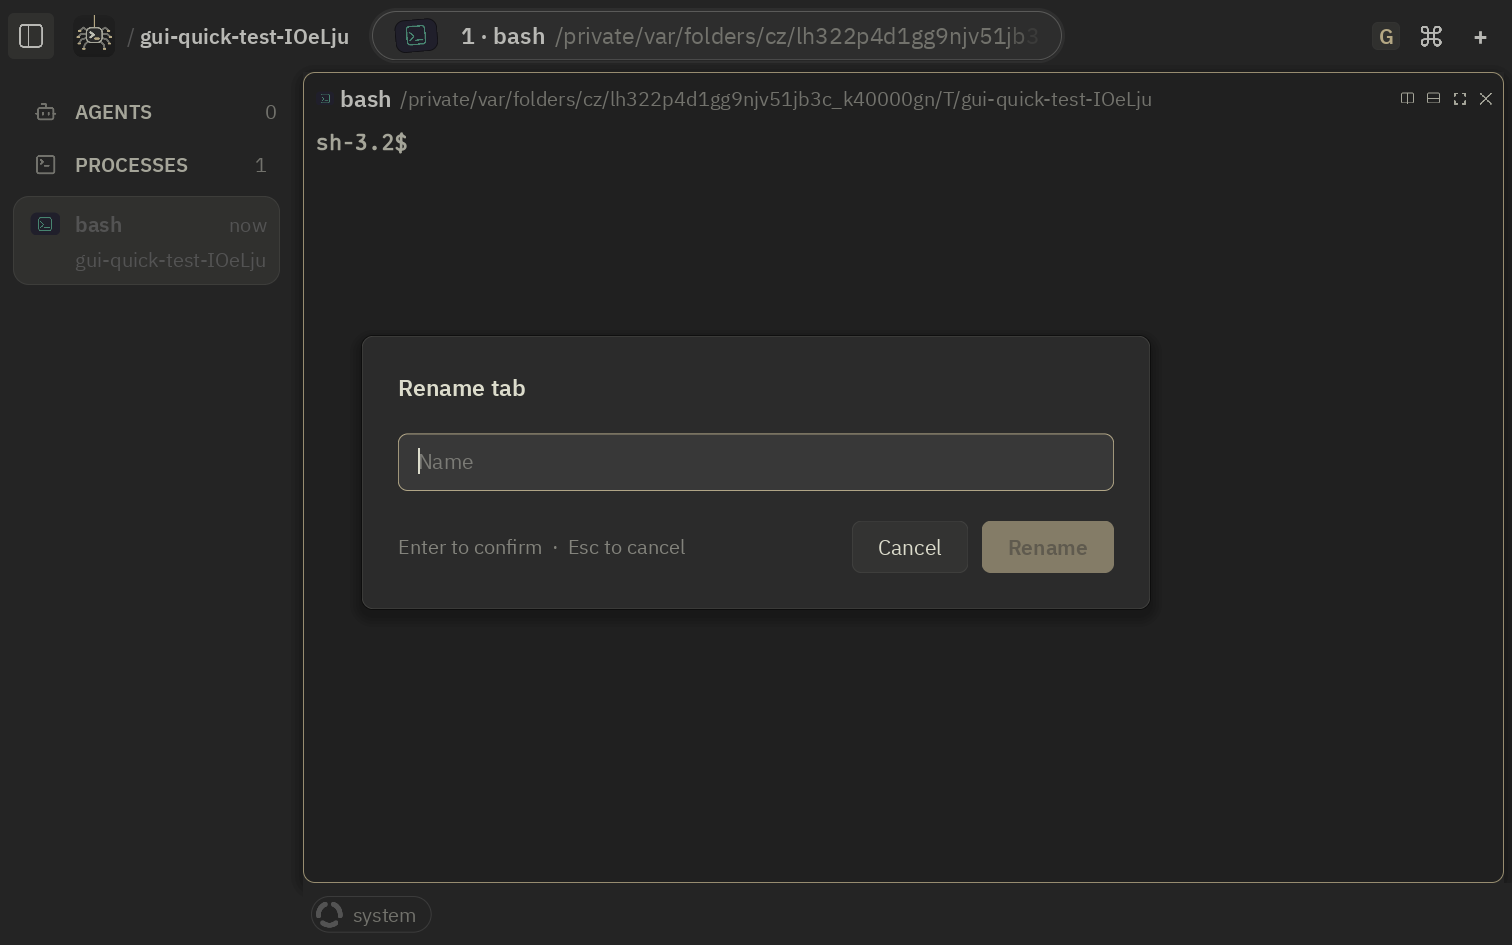 / gui-quick-test-IOeLju
1 · bash /private/var/folders/cz/lh322p4d1gg9njv51jb3
G ⌘ +
AGENTS 0
PROCESSES 1
bash now
gui-quick-test-IOeLju
bash /private/var/folders/cz/lh322p4d1gg9njv51jb3c_k40000gn/T/gui-quick-test-IOeLju
sh-3.2$
Rename tab
Name
Enter to confirm · Esc to cancel
Cancel
Rename
system